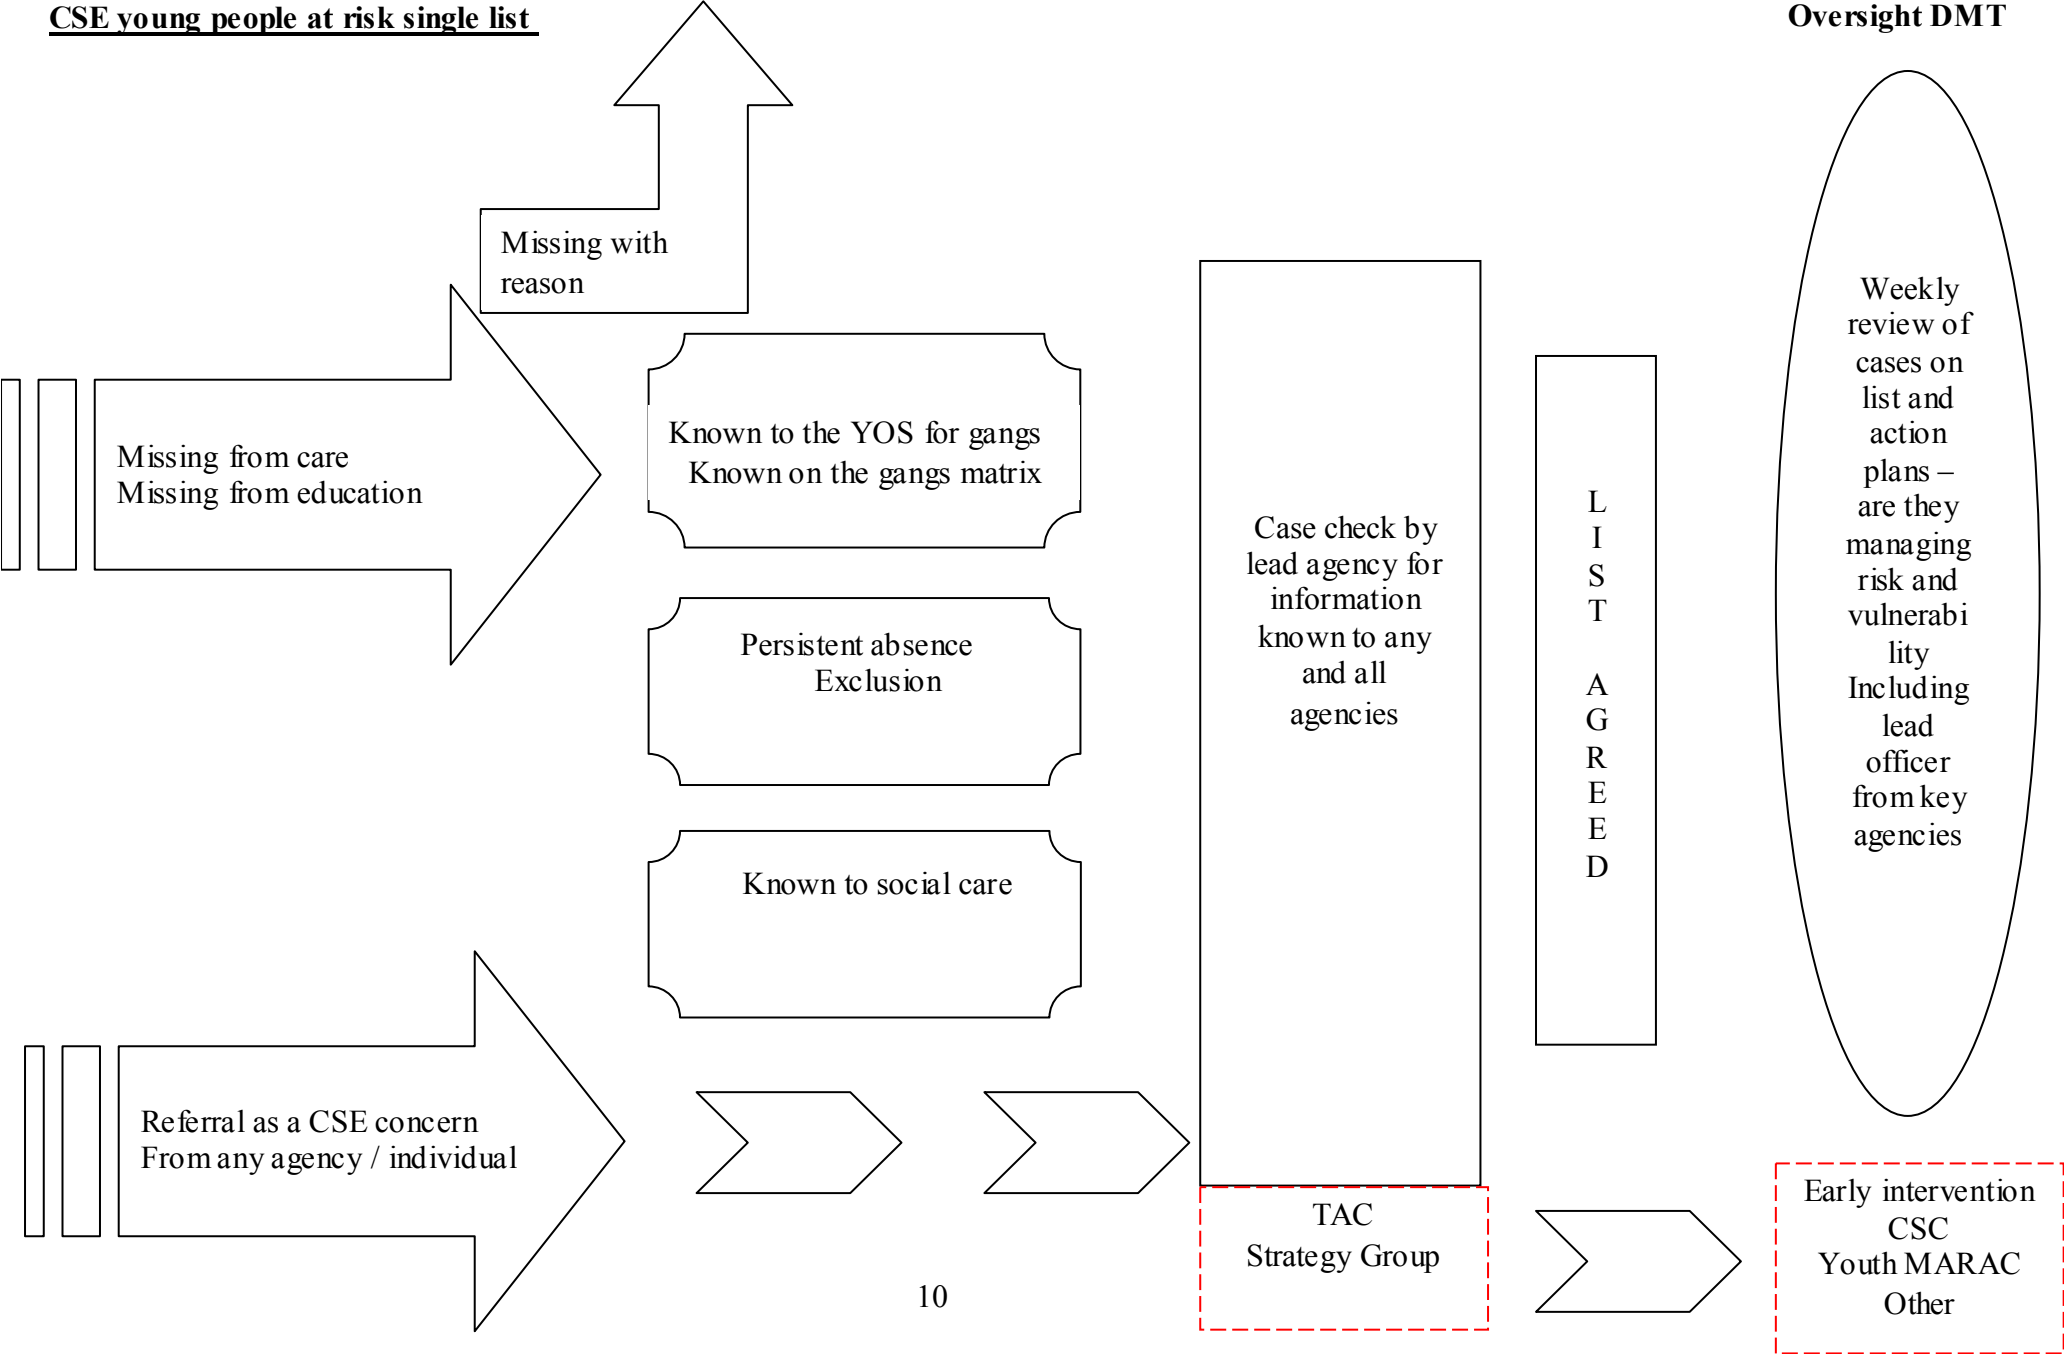 CSE young people at risk single list
Oversight DMT
Missing with
reason
Missing from care
Missing from education
Known to the YOS for gangs
Known on the gangs matrix
Persistent absence
Exclusion
Known to social care
Referral as a CSE concern
From any agency / individual
Case check by
lead agency for
information
known to any
and all
agencies
TAC
Strategy Group
L
I
S
T
A
G
R
E
E
D
Weekly
review of
cases on
list and
action
plans –
are they
managing
risk and
vulnerabi
lity
Including
lead
officer
from key
agencies
Early intervention
CSC
Youth MARAC
Other
10